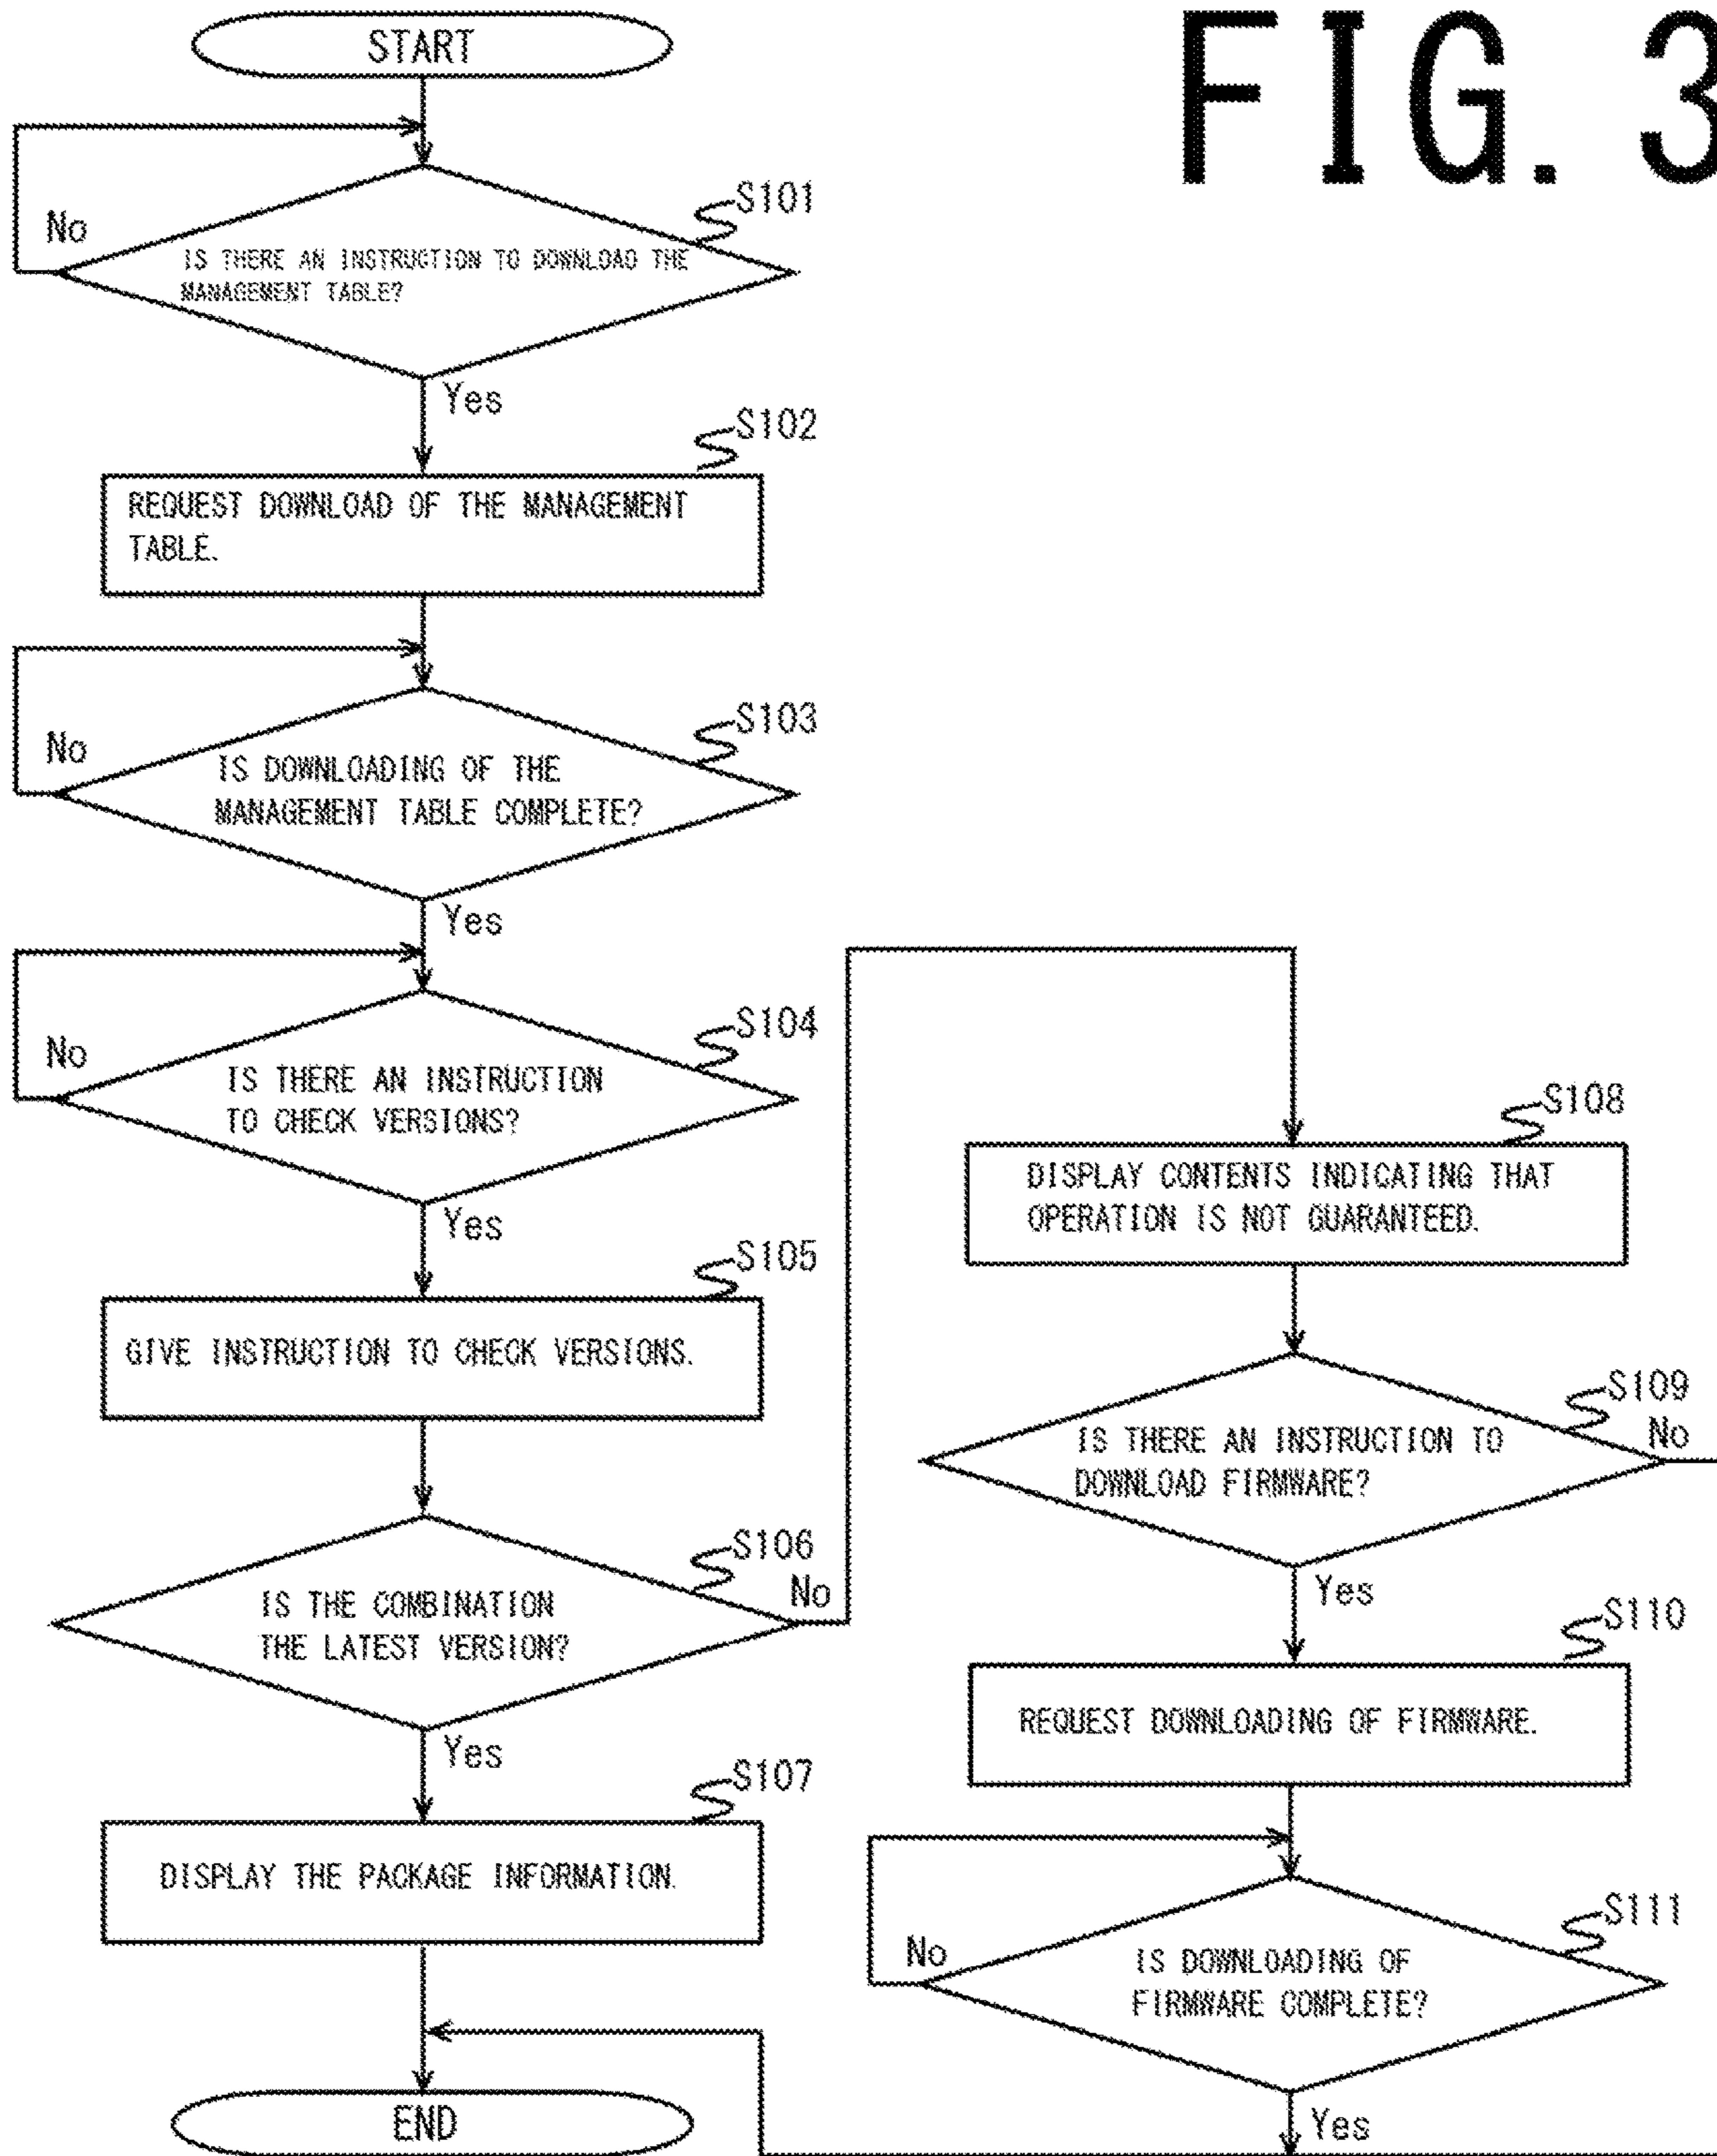 FIG. 3
START
S101
No
IS THERE AN INSTRUCTION TO DOWNLOAD THE
MANAGEMENT TABLE?
Yes
S102
REQUEST DOWNLOAD OF THE MANAGEMENT
TABLE.
S103
No
IS DOWNLOADING OF THE
MANAGEMENT TABLE COMPLETE?
Yes
S104
No
IS THERE AN INSTRUCTION
TO CHECK VERSIONS?
Yes
S105
GIVE INSTRUCTION TO CHECK VERSIONS.
S106
No
IS THE COMBINATION
THE LATEST VERSION?
Yes
S107
DISPLAY THE PACKAGE INFORMATION.
END
S108
DISPLAY CONTENTS INDICATING THAT
OPERATION IS NOT GUARANTEED.
S109
No
IS THERE AN INSTRUCTION TO
DOWNLOAD FIRMWARE?
Yes
S110
REQUEST DOWNLOADING OF FIRMWARE.
S111
No
IS DOWNLOADING OF
FIRMWARE COMPLETE?
Yes